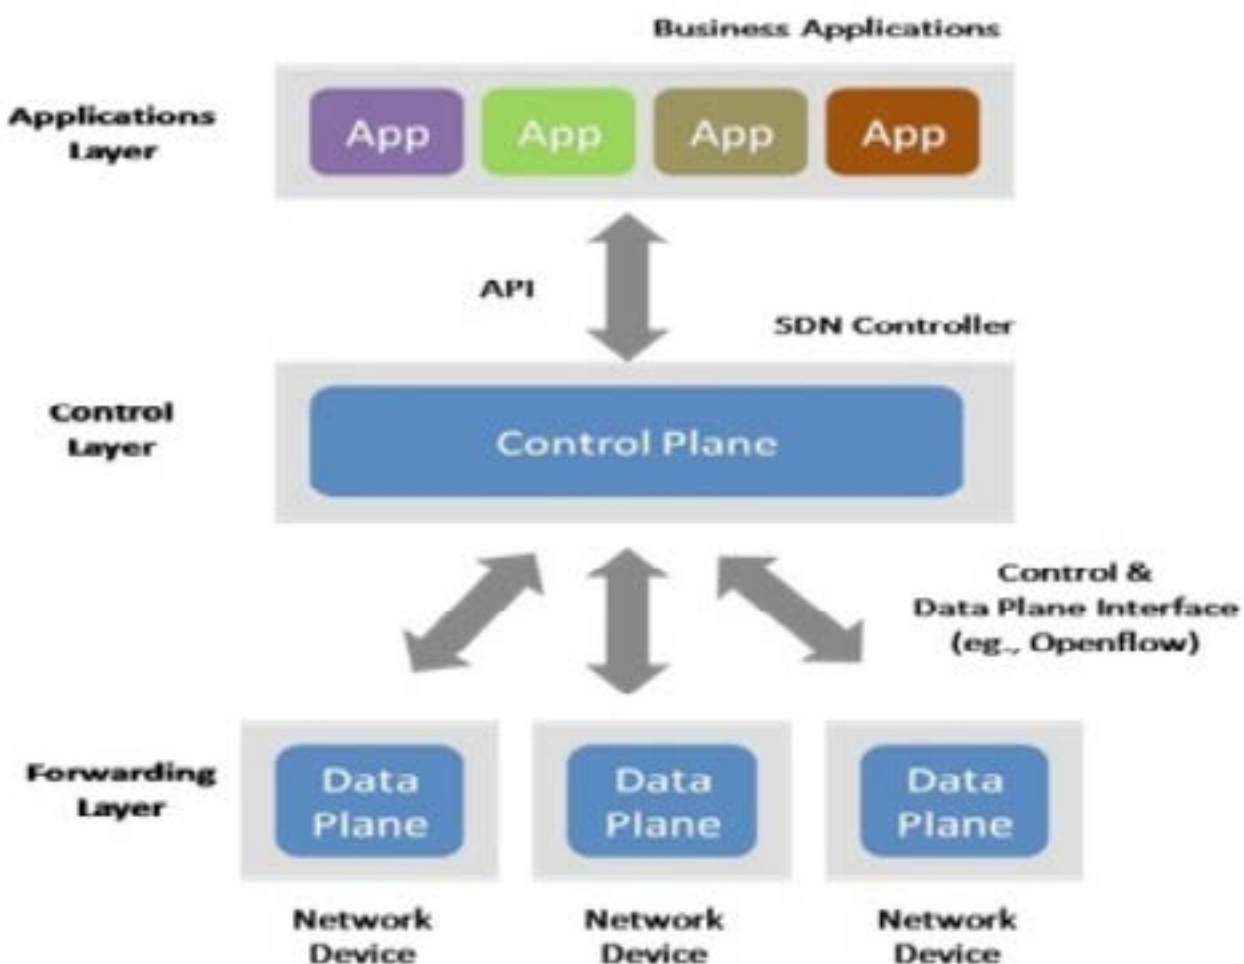 Business Applications
Applications
Layer
App App App App
API
SDN Controller
Control
Layer
Control Plane
Control &
Data Plane Interface
(eg., Openflow)
Forwarding
Layer
Data
Plane
Data
Plane
Data
Plane
Network
Device
Network
Device
Network
Device